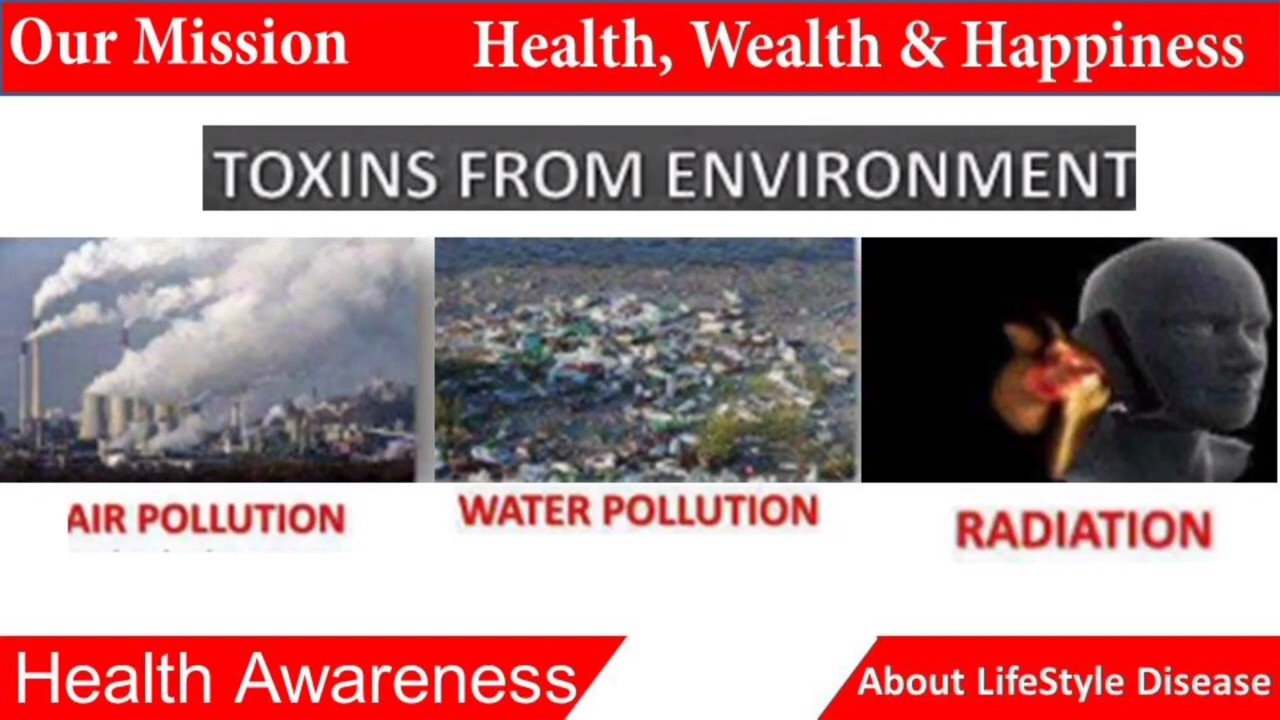 Our Mission
Health, Wealth & Happiness
TOXINS FROM ENVIRONMENT
AIR POLLUTION
WATER POLLUTION
RADIATION
Health Awareness
About LifeStyle Disease